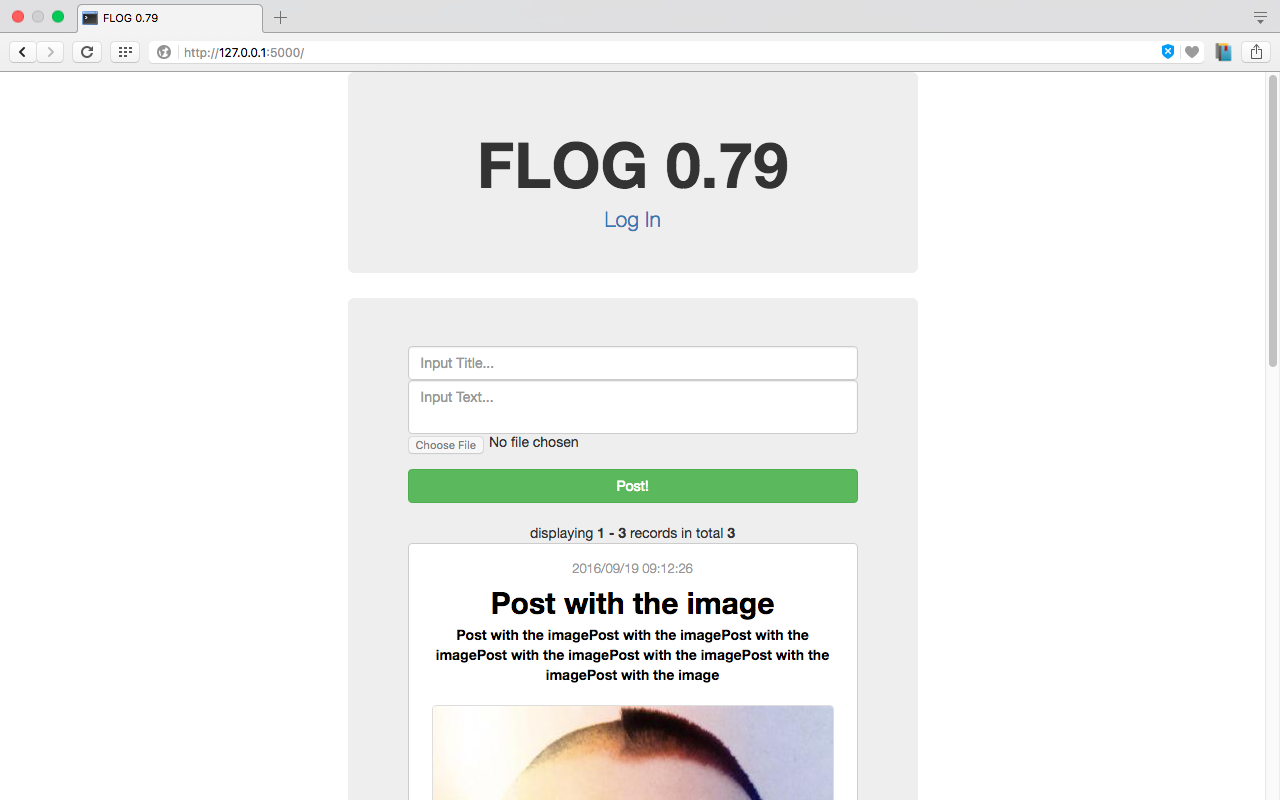 FLOG 0.79
http://127.0.0.1:5000/
FLOG 0.79
Log In
Input Title...
Input Text...
Choose File No file chosen
Post!
displaying 1 - 3 records in total 3
2016/09/19 09:12:26
Post with the image
Post with the imagePost with the imagePost with the
imagePost with the imagePost with the imagePost with the
imagePost with the image